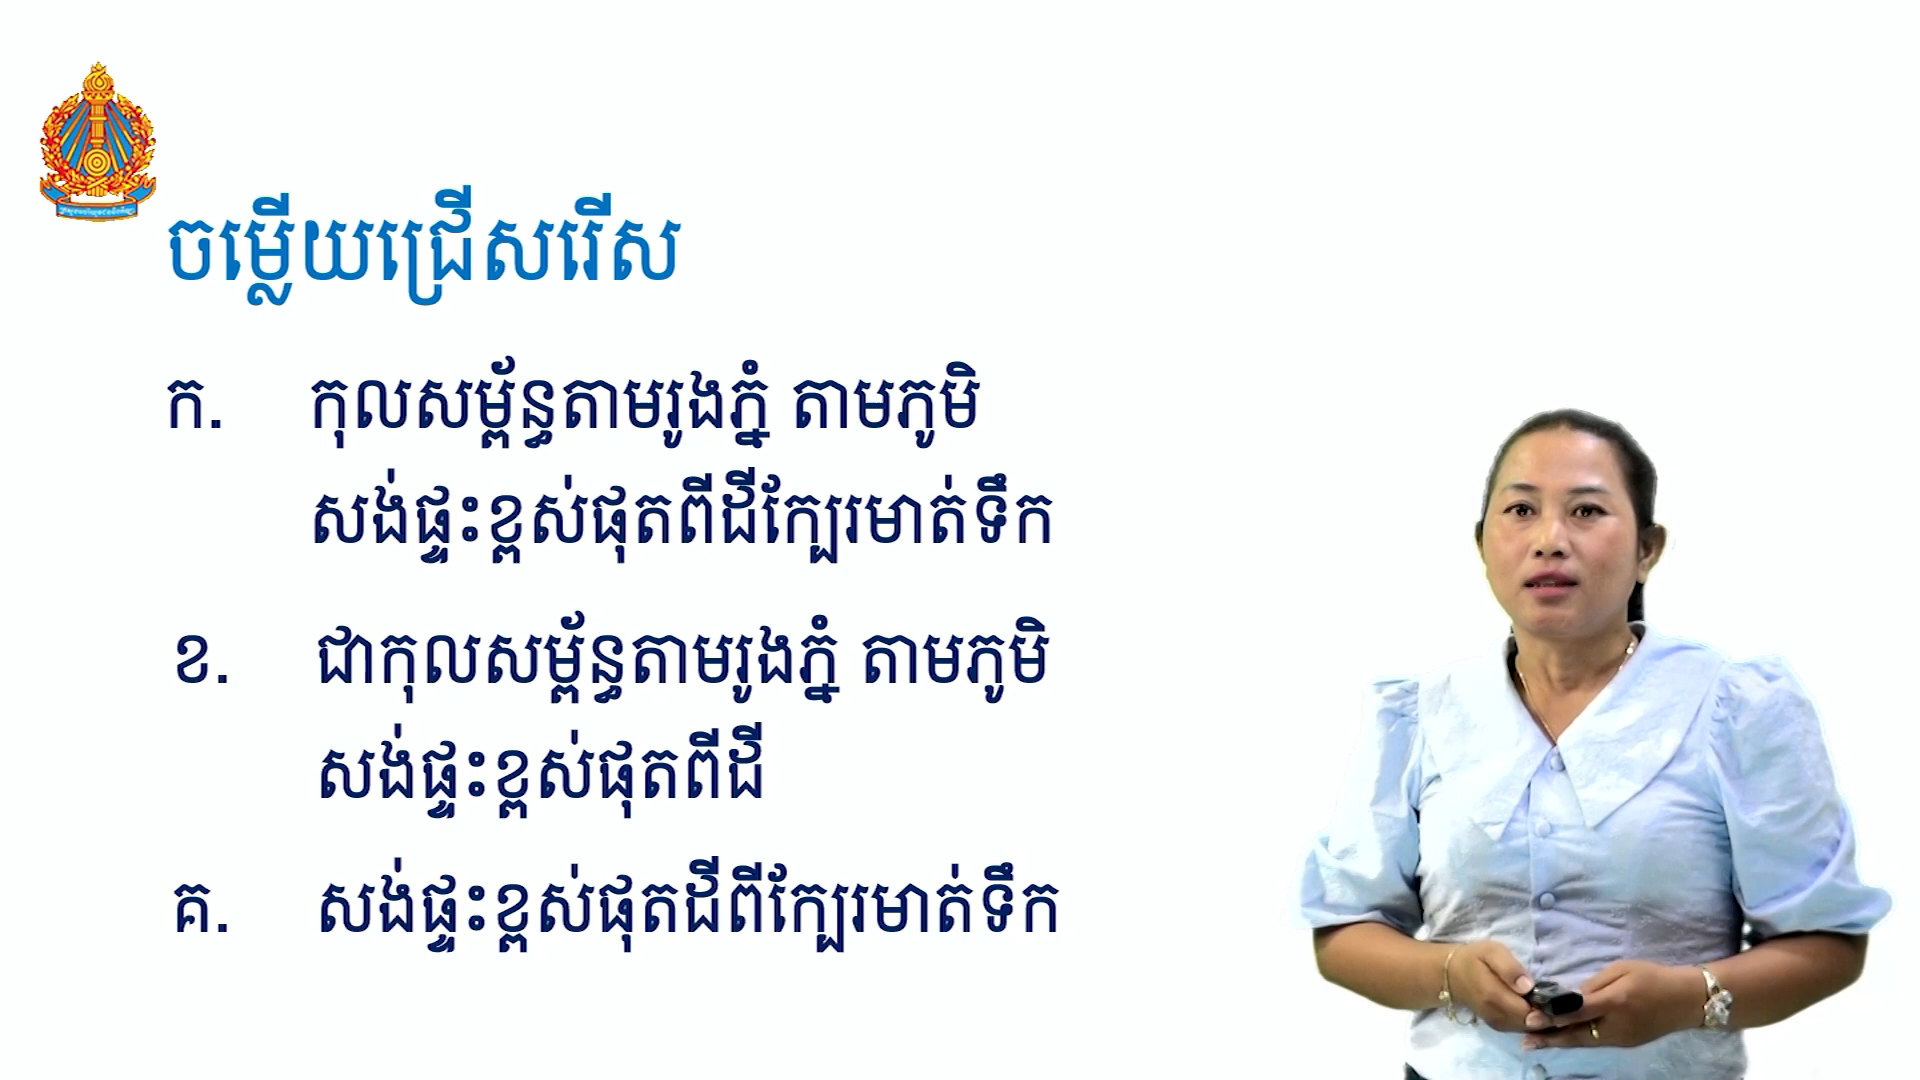 ចម្លើយជ្រើសរើស
ក. កុលសម្ព័ន្ធតាមរូងភ្នំ តាមភូមិ
សង់ផ្ទះខ្ពស់ផុតពីដីក្បែរមាត់ទឹក
ខ. ជាកុលសម្ព័ន្ធតាមរូងភ្នំ តាមភូមិ
សង់ផ្ទះខ្ពស់ផុតពីដី
គ. សង់ផ្ទះខ្ពស់ផុតដីពីក្បែរមាត់ទឹក